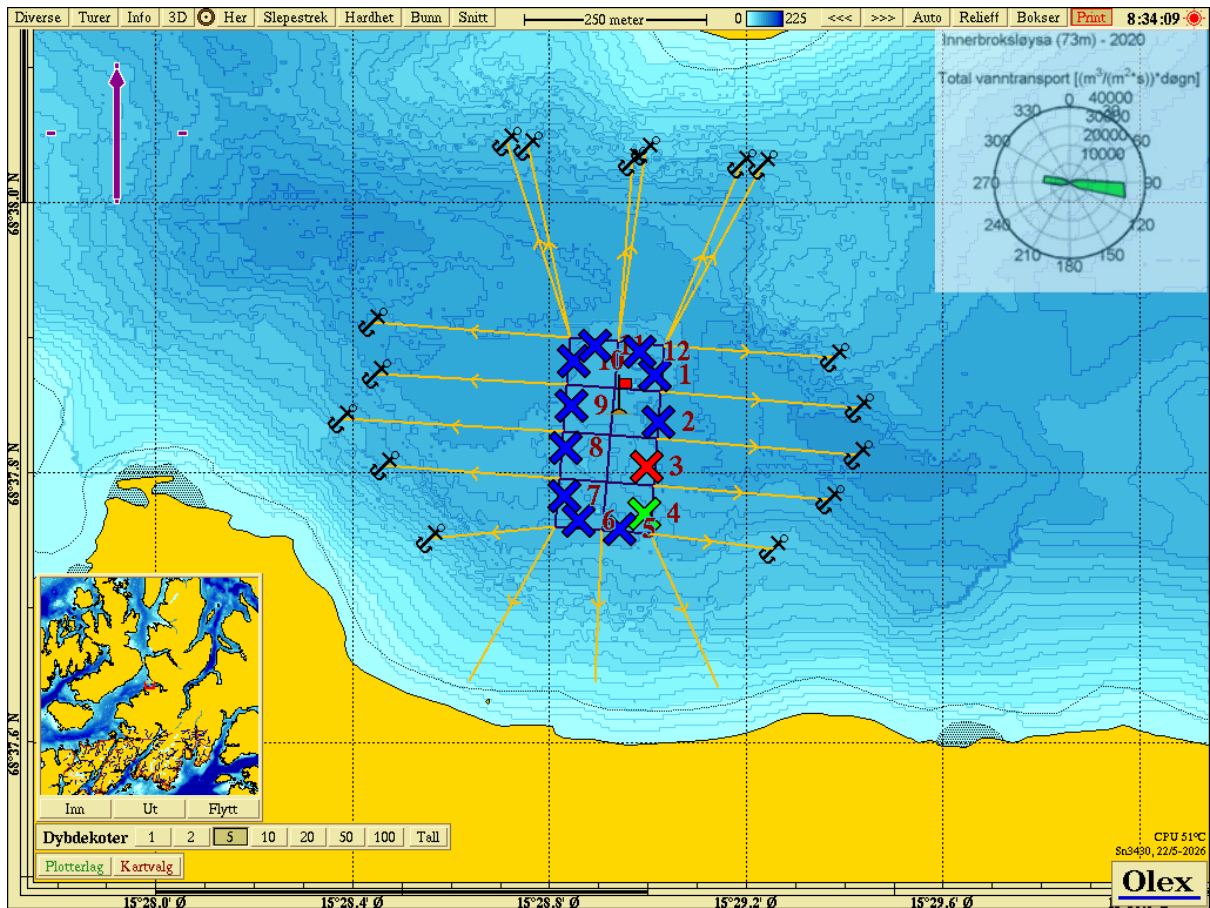 Diverse Turer Info 3D Her Slepestrek Hardhet Bunn Snitt 250 meter 0 225 <<< >>> Auto Relieff Bokser Print 8:34:09
Innerbroksløysa (73m) - 2020
Total vanntransport [(m³/(m²*s))*døgn]
0
30
60
90
120
150
180
210
240
270
300
330
40000
30000
20000
10000
68°38.0' N
68°37.8' N
68°37.6' N
12
10
1
9
2
8
3
7
4
6
5
Inn Ut Flytt
Dybdekoter 1 2 5 10 20 50 100 Tall
Plotterlag Kartvalg
CPU 51°C
Sn3430, 22/5-2026
Olex
15°28.0' Ø 15°28.4' Ø 15°28.8' Ø 15°29.2' Ø 15°29.6' Ø